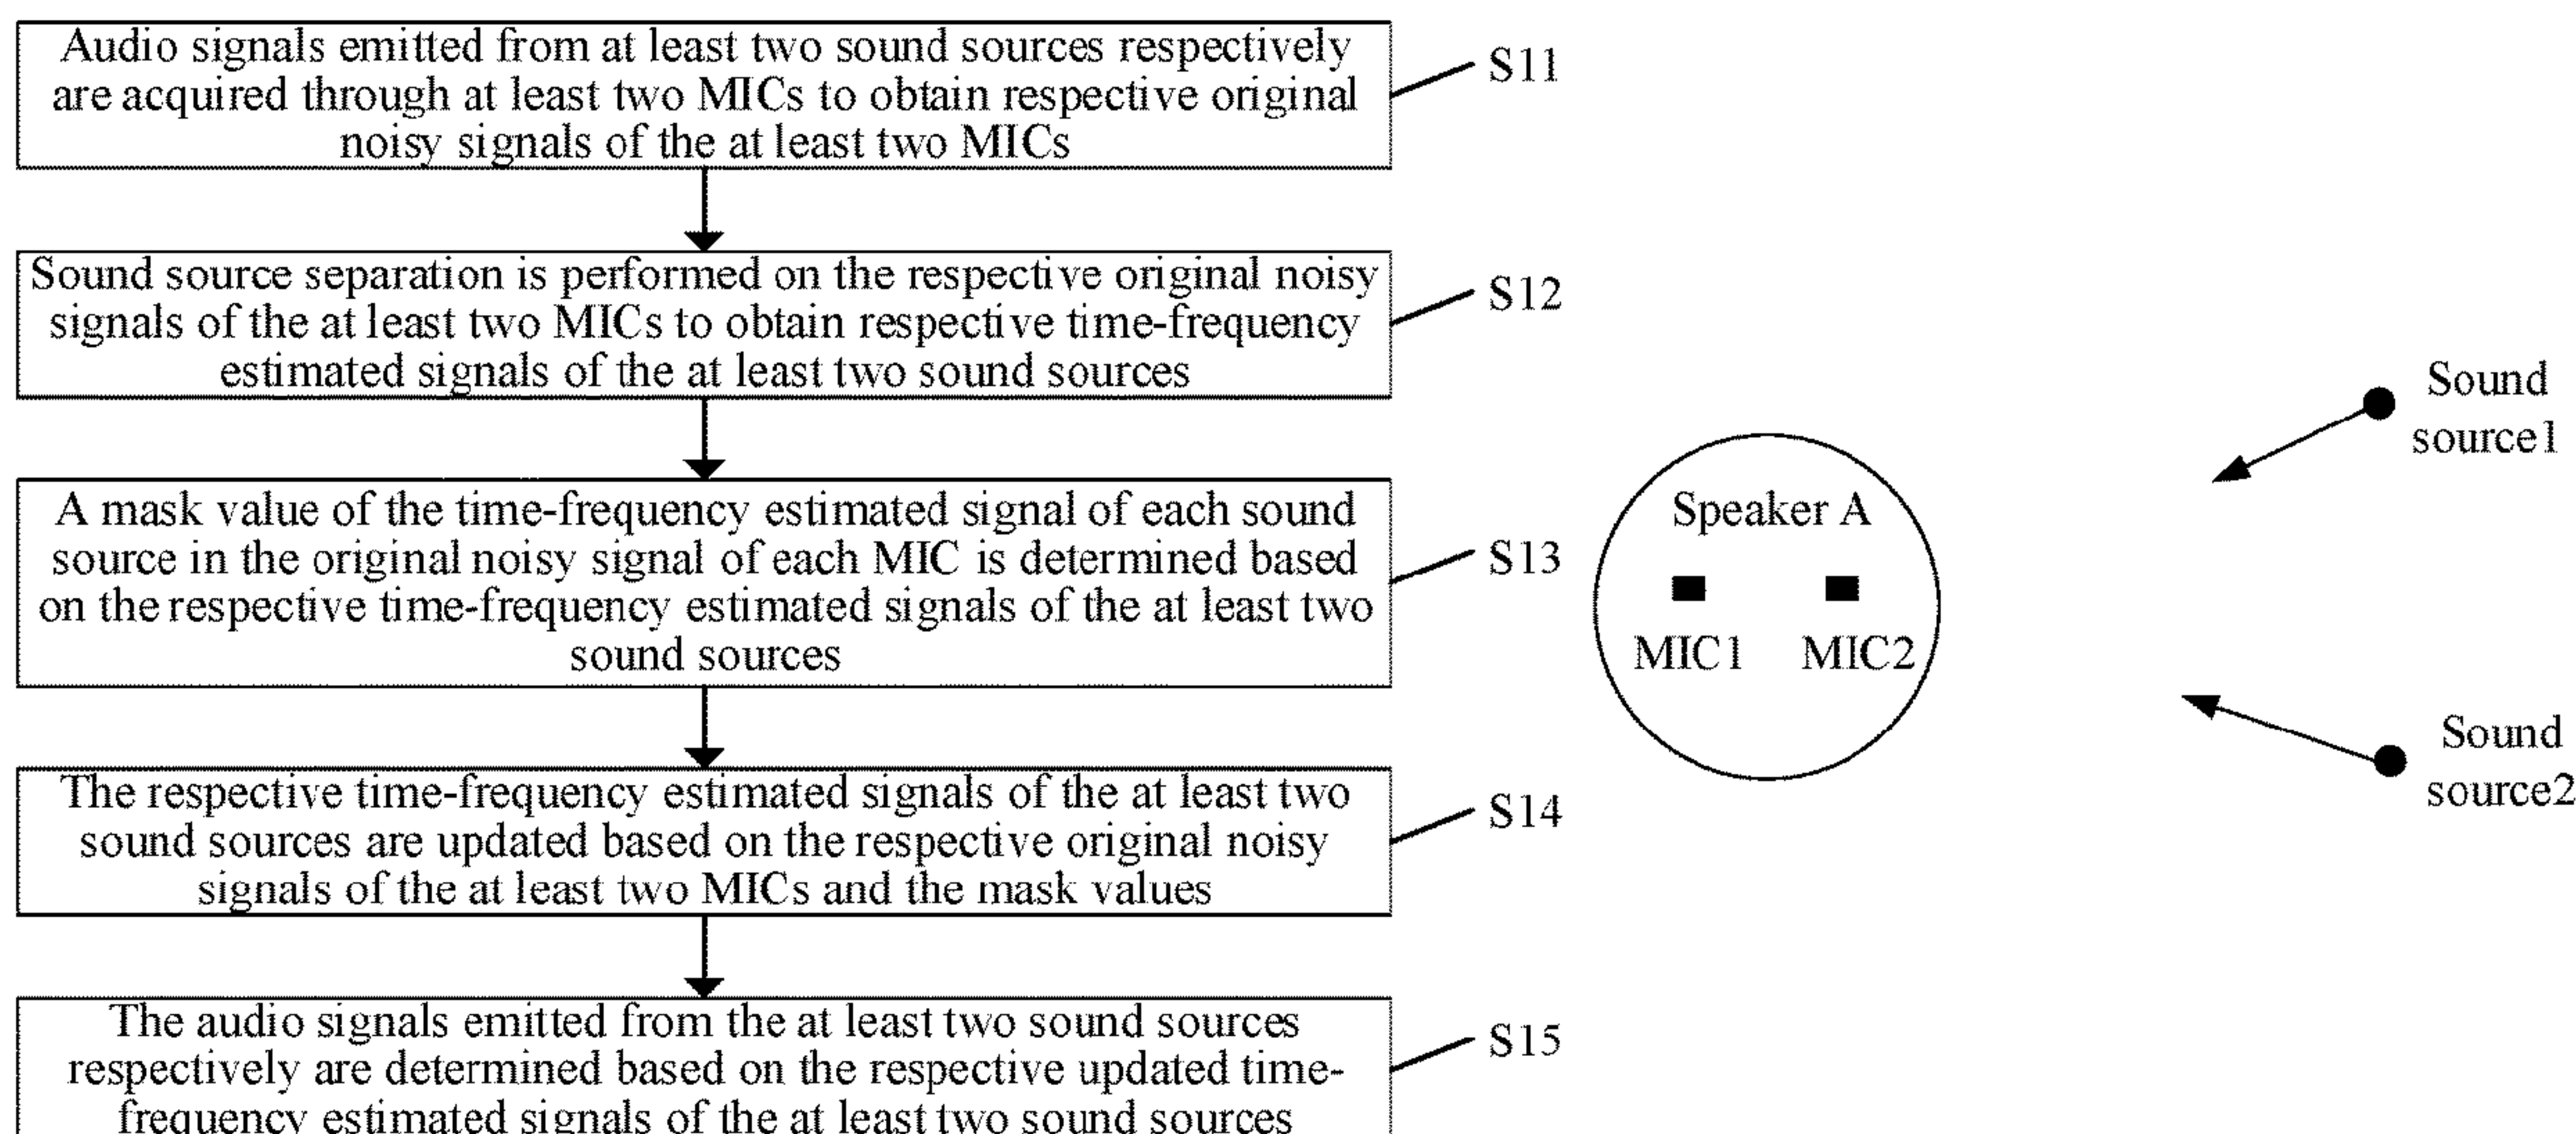 Audio signals emitted from at least two sound sources respectively
are acquired through at least two MICs to obtain respective original
noisy signals of the at least two MICs
S11
Sound source separation is performed on the respective original noisy
signals of the at least two MICs to obtain respective time-frequency
estimated signals of the at least two sound sources
S12
A mask value of the time-frequency estimated signal of each sound
source in the original noisy signal of each MIC is determined based
on the respective time-frequency estimated signals of the at least two
sound sources
S13
The respective time-frequency estimated signals of the at least two
sound sources are updated based on the respective original noisy
signals of the at least two MICs and the mask values
S14
The audio signals emitted from the at least two sound sources
respectively are determined based on the respective updated time-
frequency estimated signals of the at least two sound sources
S15
Speaker A
MIC1
MIC2
Sound
source1
Sound
source2